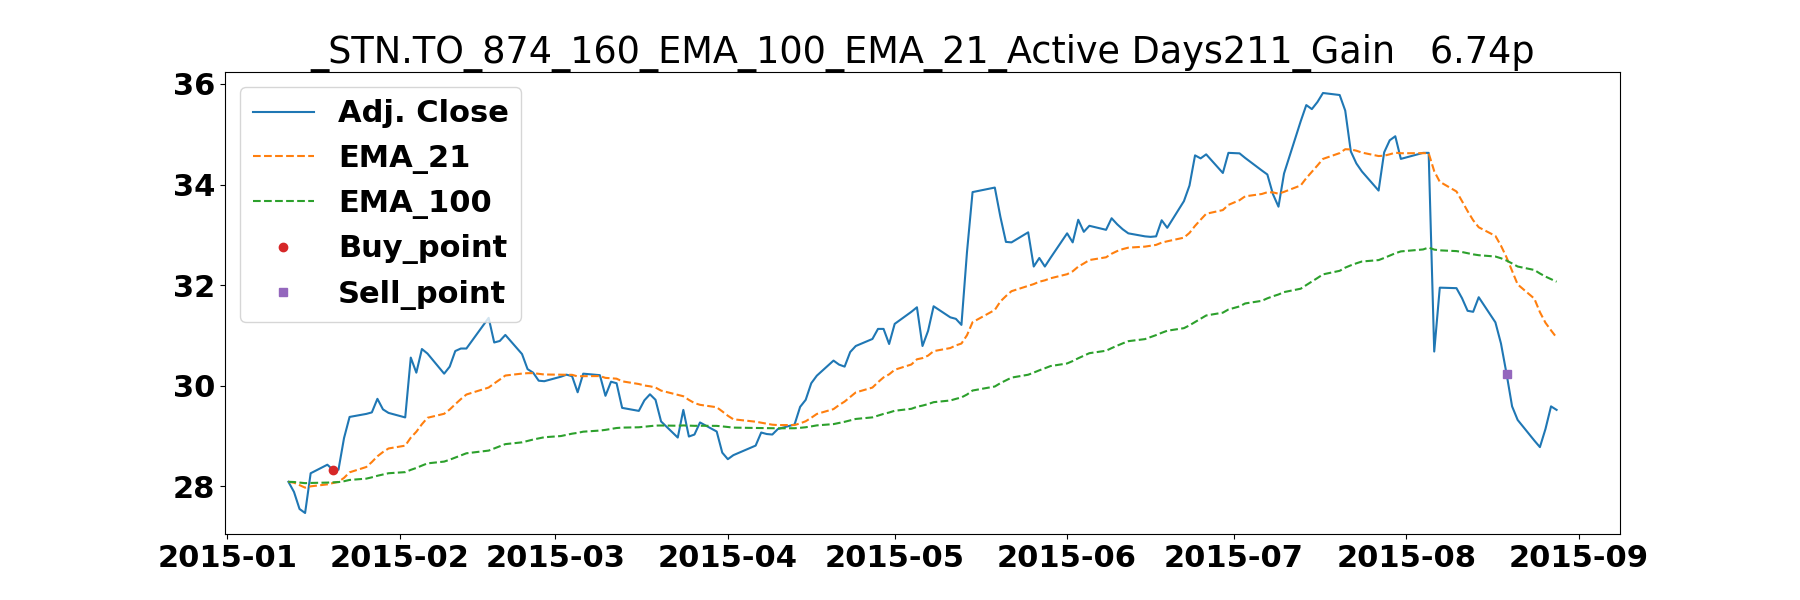 _STN.TO_874_160_EMA_100_EMA_21_Active Days211_Gain   6.74p
36
34
32
30
28
Adj. Close
EMA_21
EMA_100
Buy_point
Sell_point
2015-01 2015-02 2015-03 2015-04 2015-05 2015-06 2015-07 2015-08 2015-09